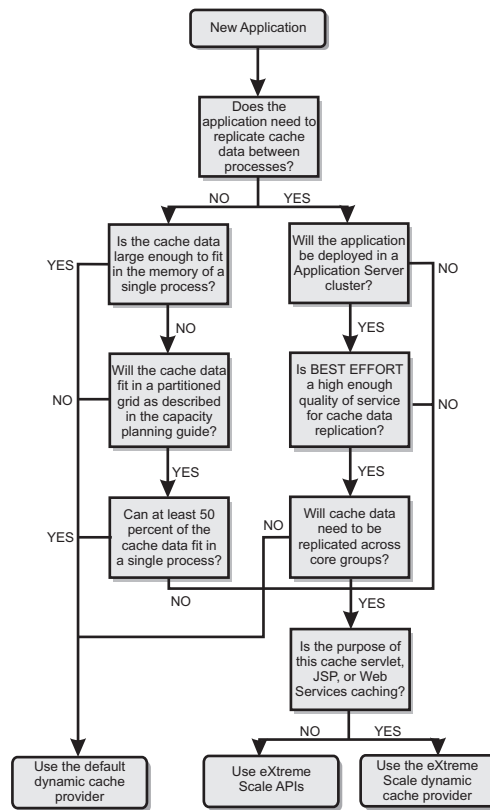 New Application
Does the
application need to
replicate cache
data between
processes?
NO
YES
Is the cache data
large enough to fit
in the memory of a
single process?
Will the application
be deployed in a
Application Server
cluster?
YES
NO
NO
YES
Will the cache data
fit in a partitioned
grid as described
in the capacity
planning guide?
Is BEST EFFORT
a high enough
quality of service
for cache data
replication?
NO
NO
YES
YES
Can at least 50
percent of the
cache data fit in
a single process?
Will cache data
need to be
replicated across
core groups?
YES
NO
NO
YES
Is the purpose of
this cache servlet,
JSP, or Web
Services caching?
NO
YES
Use the default
dynamic cache
provider
Use eXtreme
Scale APIs
Use the eXtreme
Scale dynamic
cache provider